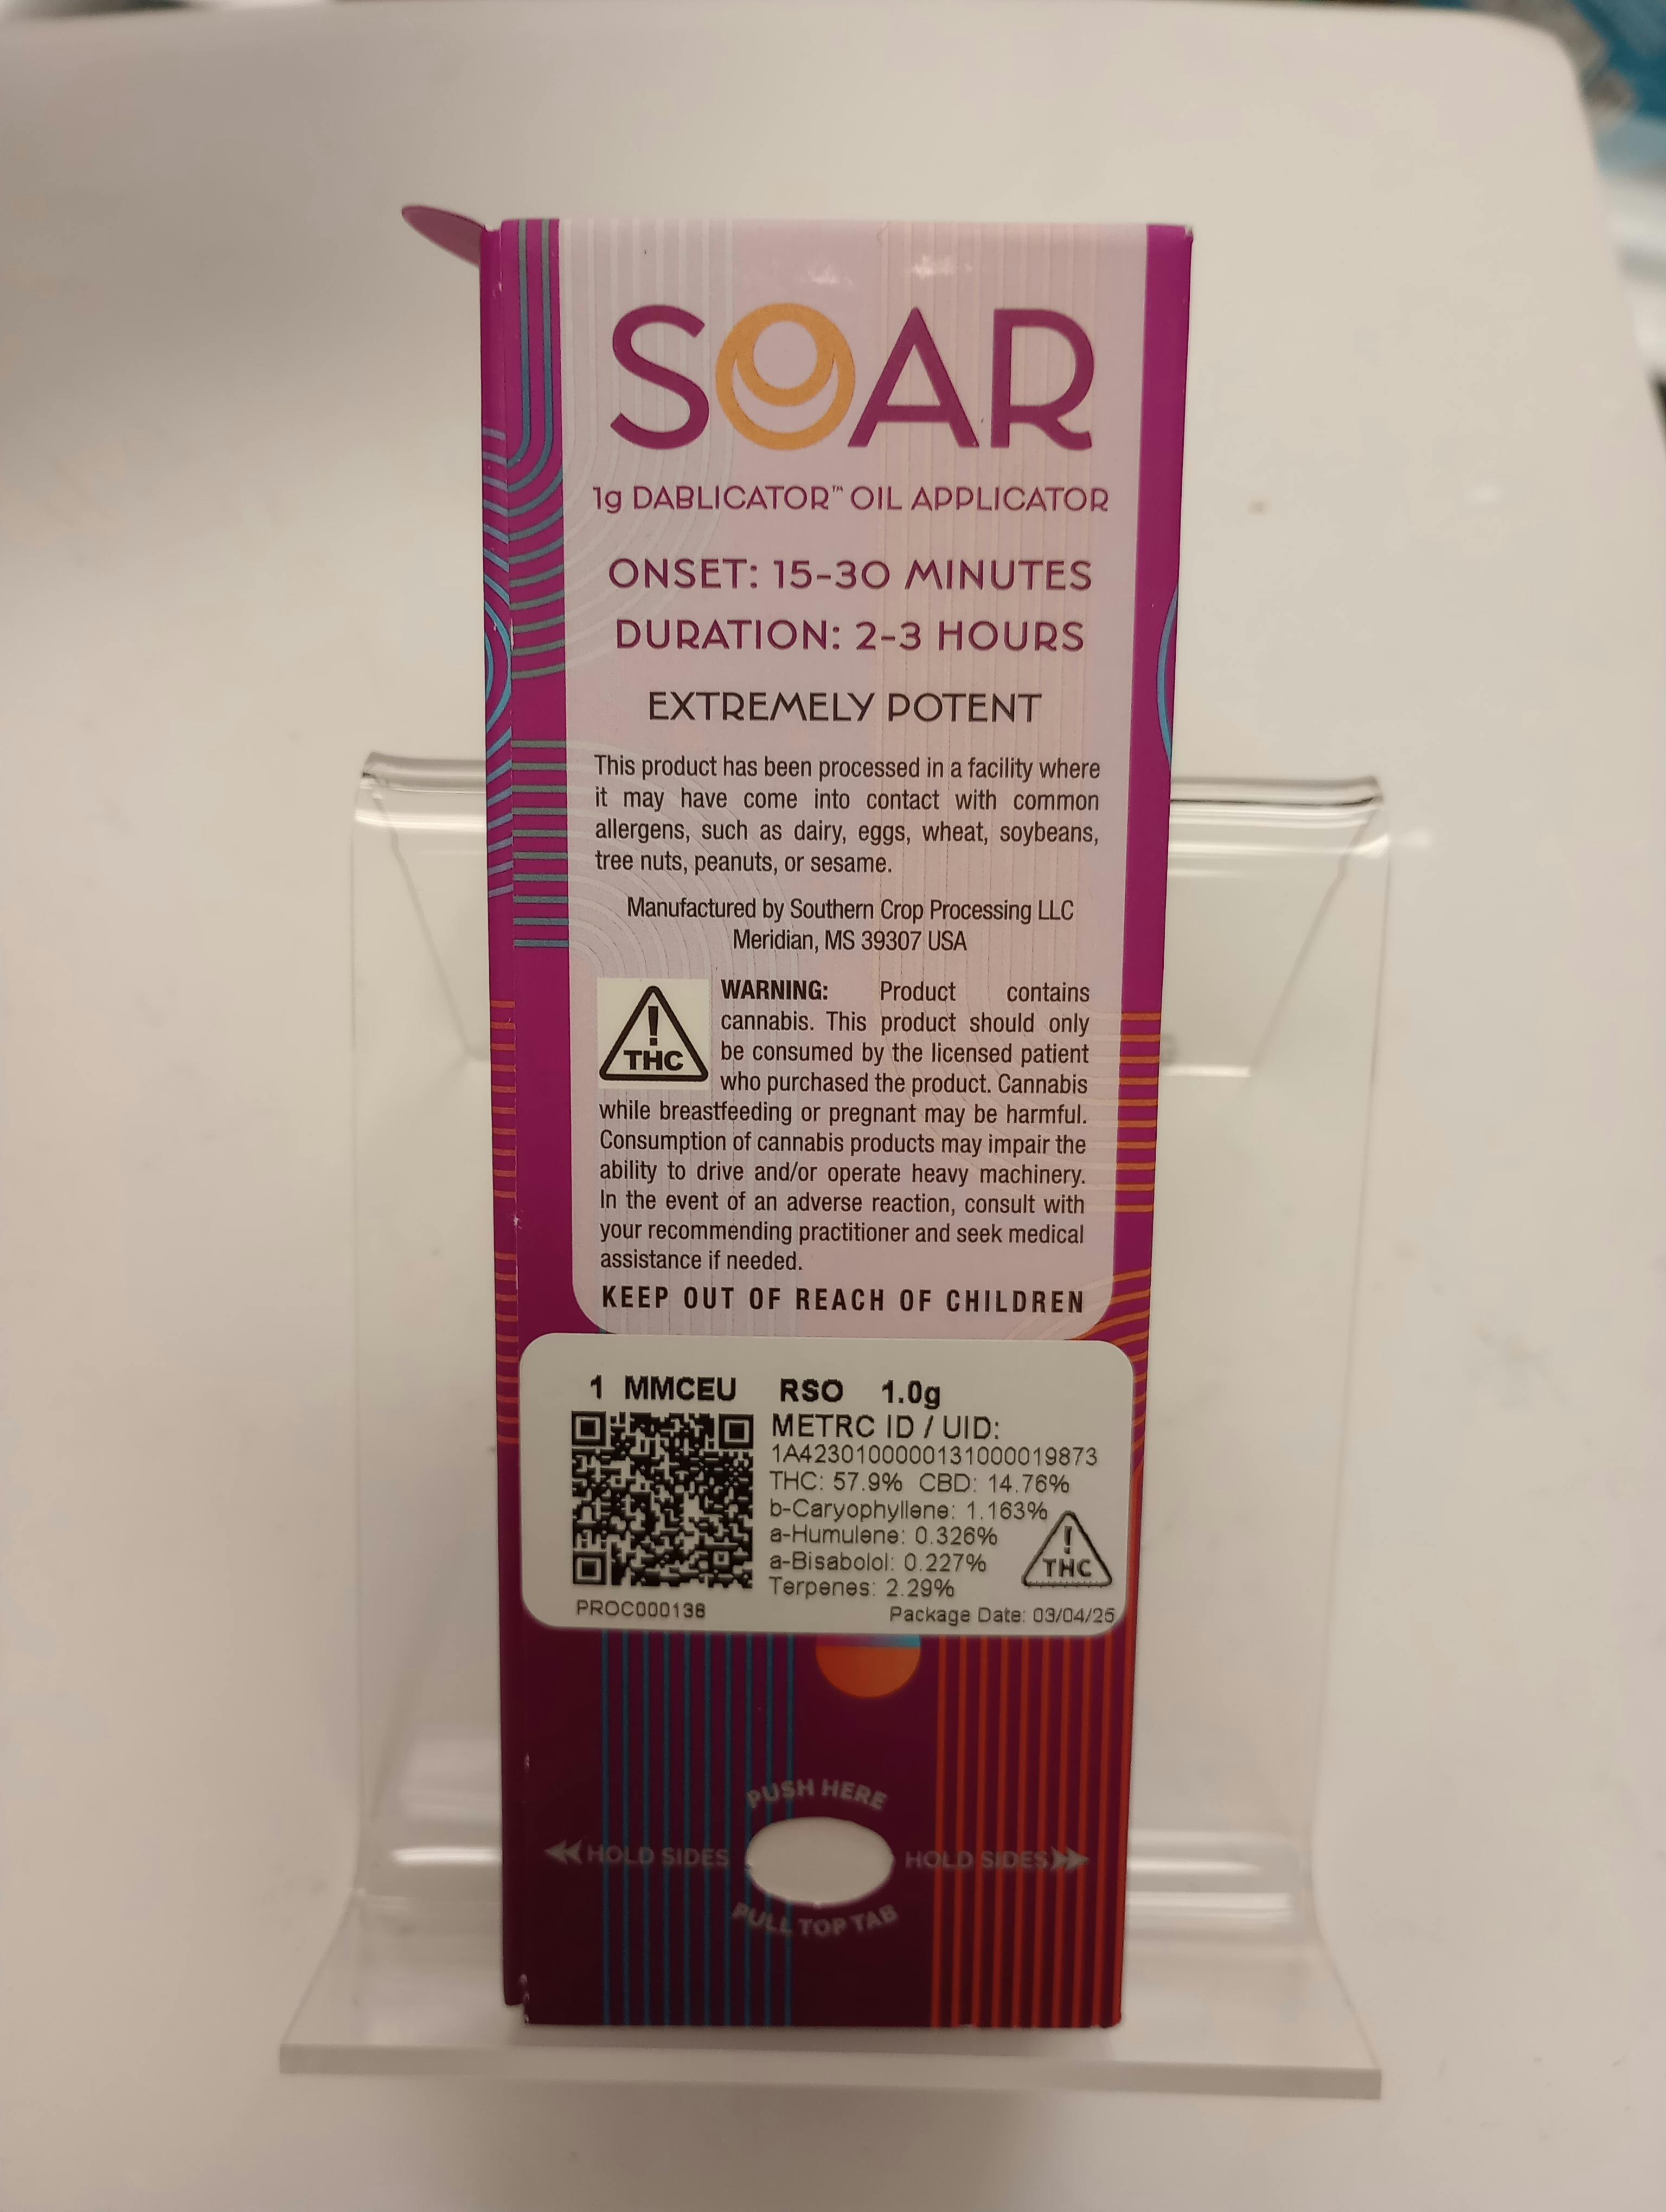 SOAR
1g DABLICATOR™ OIL APPLICATOR
ONSET: 15-30 MINUTES
DURATION: 2-3 HOURS
EXTREMELY POTENT
This product has been processed in a facility where
it may have come into contact with common
allergens, such as dairy, eggs, wheat, soybeans,
tree nuts, peanuts, or sesame.
Manufactured by Southern Crop Processing LLC
Meridian, MS 39307 USA
WARNING: Product contains
cannabis. This product should only
be consumed by the licensed patient
who purchased the product. Cannabis
while breastfeeding or pregnant may be harmful.
Consumption of cannabis products may impair the
ability to drive and/or operate heavy machinery.
In the event of an adverse reaction, consult with
your recommending practitioner and seek medical
assistance if needed.
! THC
KEEP OUT OF REACH OF CHILDREN
1 MMCEU RSO 1.0g
METRC ID / UID:
1A4230100000131000019873
THC: 57.9% CBD: 14.76%
b-Caryophyllene: 1.163%
a-Humulene: 0.326%
a-Bisabolol: 0.227%
Terpenes: 2.29%
! THC
PROC000138
Package Date: 03/04/25
PUSH HERE
HOLD SIDES
HOLD SIDES
PULL TOP TAB